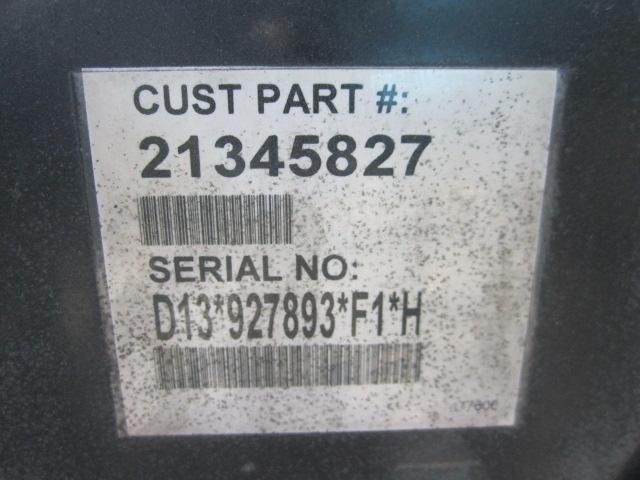 CUST PART #:
21345827
SERIAL NO:
D13*927893*F1*H